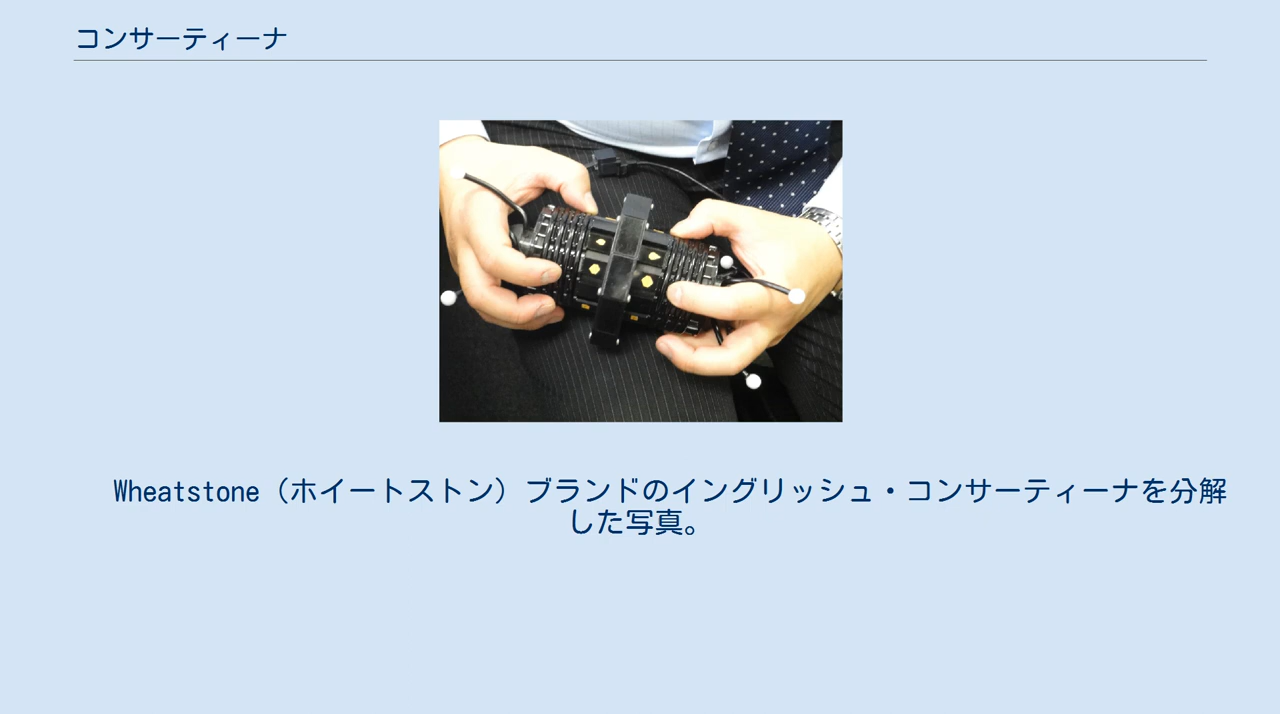 コンサーティーナ
Wheatstone（ホイートストン）ブランドのイングリッシュ・コンサーティーナを分解
した写真。